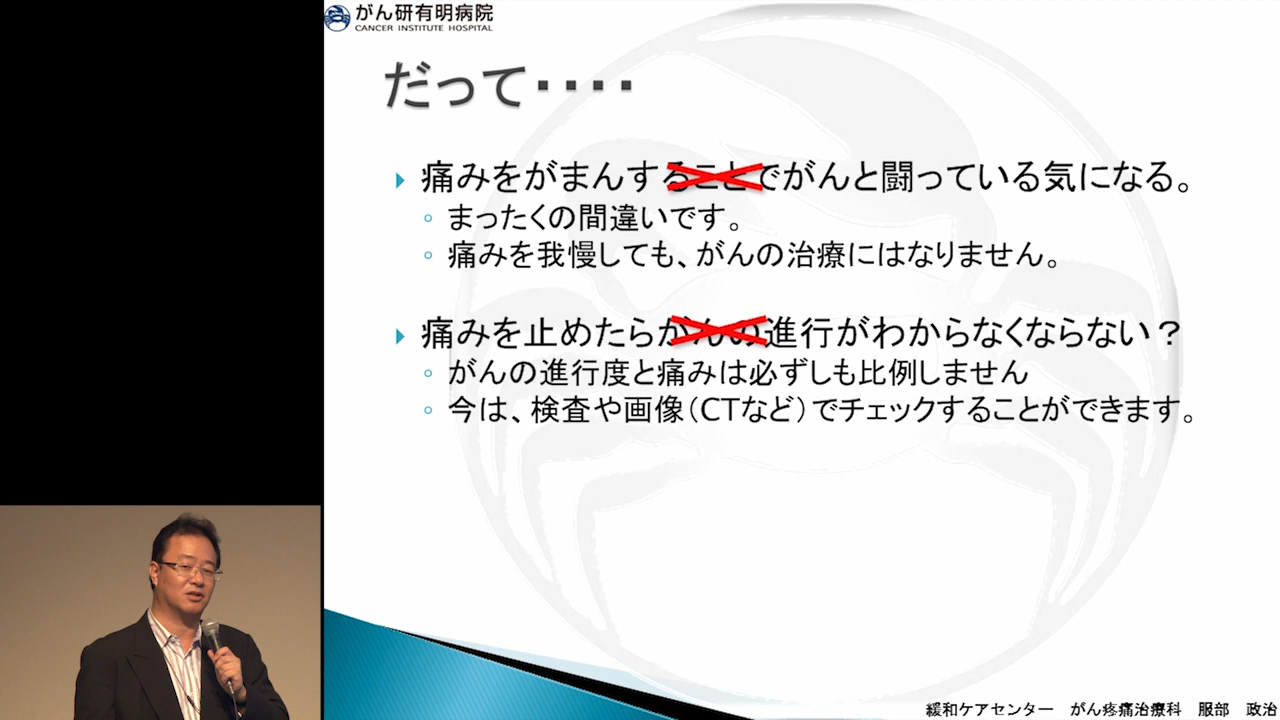 がん研有明病院
CANCER INSTITUTE HOSPITAL
だって・・・・
痛みをがまんすることでがんと闘っている気になる。
まったくの間違いです。
痛みを我慢しても、がんの治療にはなりません。
痛みを止めたらがんの進行がわからなくならない？
がんの進行度と痛みは必ずしも比例しません
今は、検査や画像（CTなど）でチェックすることができます。
緩和ケアセンター　がん疼痛治療科　服部　政治